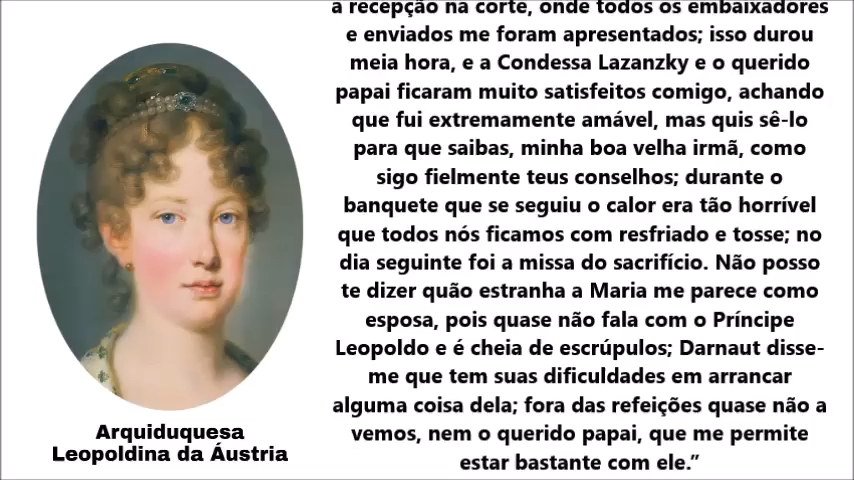 a recepção na corte, onde todos os embaixadores
e enviados me foram apresentados; isso durou
meia hora, e a Condessa Lazanzky e o querido
papai ficaram muito satisfeitos comigo, achando
que fui extremamente amável, mas quis sê-lo
para que saibas, minha boa velha irmã, como
sigo fielmente teus conselhos; durante o
banquete que se seguiu o calor era tão horrível
que todos nós ficamos com resfriado e tosse; no
dia seguinte foi a missa do sacrifício. Não posso
te dizer quão estranha a Maria me parece como
esposa, pois quase não fala com o Príncipe
Leopoldo e é cheia de escrúpulos; Darnaut disse-
me que tem suas dificuldades em arrancar
alguma coisa dela; fora das refeições quase não a
vemos, nem o querido papai, que me permite
estar bastante com ele.”
Arquiduquesa
Leopoldina da Áustria